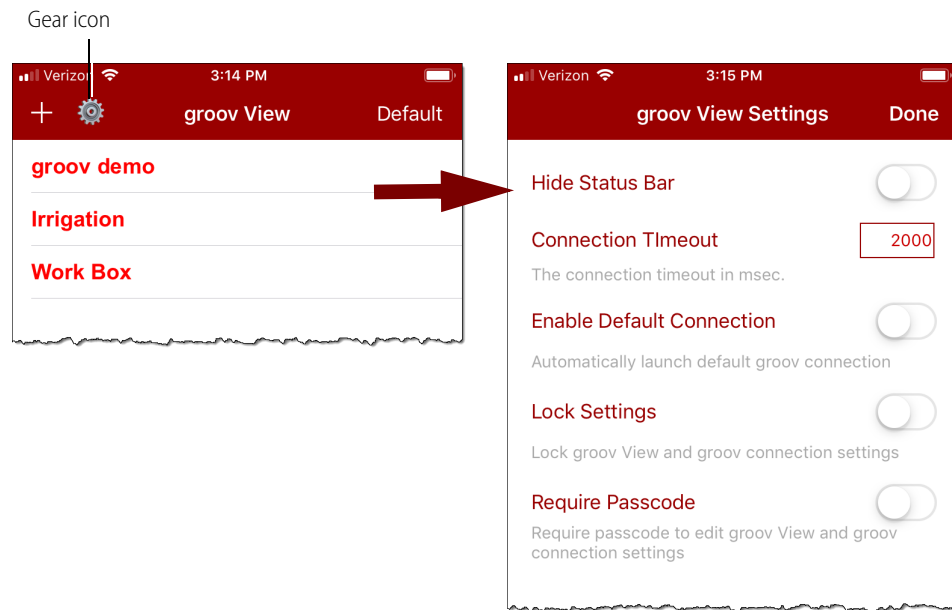 Gear icon
Verizon 3:14 PM
groov View Default
groov demo
Irrigation
Work Box
Verizon 3:15 PM
groov View Settings Done
Hide Status Bar
Connection TImeout 2000
The connection timeout in msec.
Enable Default Connection
Automatically launch default groov connection
Lock Settings
Lock groov View and groov connection settings
Require Passcode
Require passcode to edit groov View and groov
connection settings